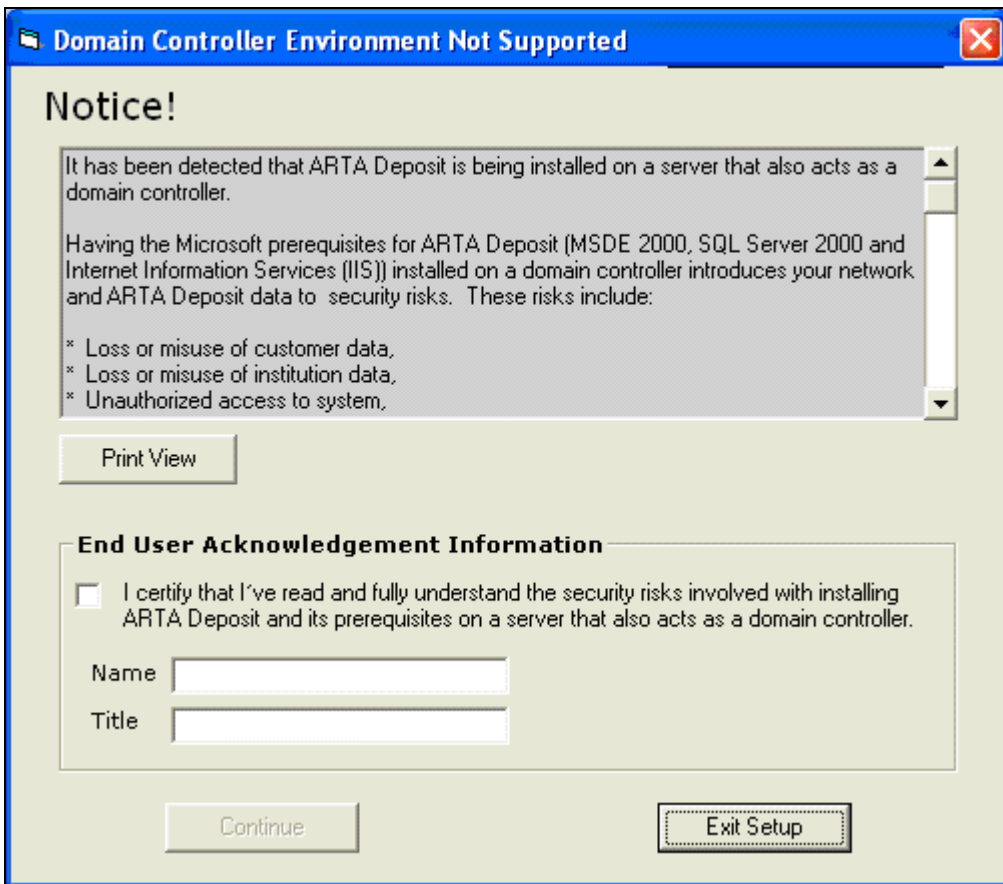 Domain Controller Environment Not Supported
Notice!
It has been detected that ARTA Deposit is being installed on a server that also acts as a
domain controller.
Having the Microsoft prerequisites for ARTA Deposit (MSDE 2000, SQL Server 2000 and
Internet Information Services (IIS)) installed on a domain controller introduces your network
and ARTA Deposit data to  security risks.  These risks include:
*  Loss or misuse of customer data,
*  Loss or misuse of institution data,
*  Unauthorized access to system,
Print View
End User Acknowledgement Information
I certify that I´ve read and fully understand the security risks involved with installing
ARTA Deposit and its prerequisites on a server that also acts as a domain controller.
Name
Title
Continue
Exit Setup